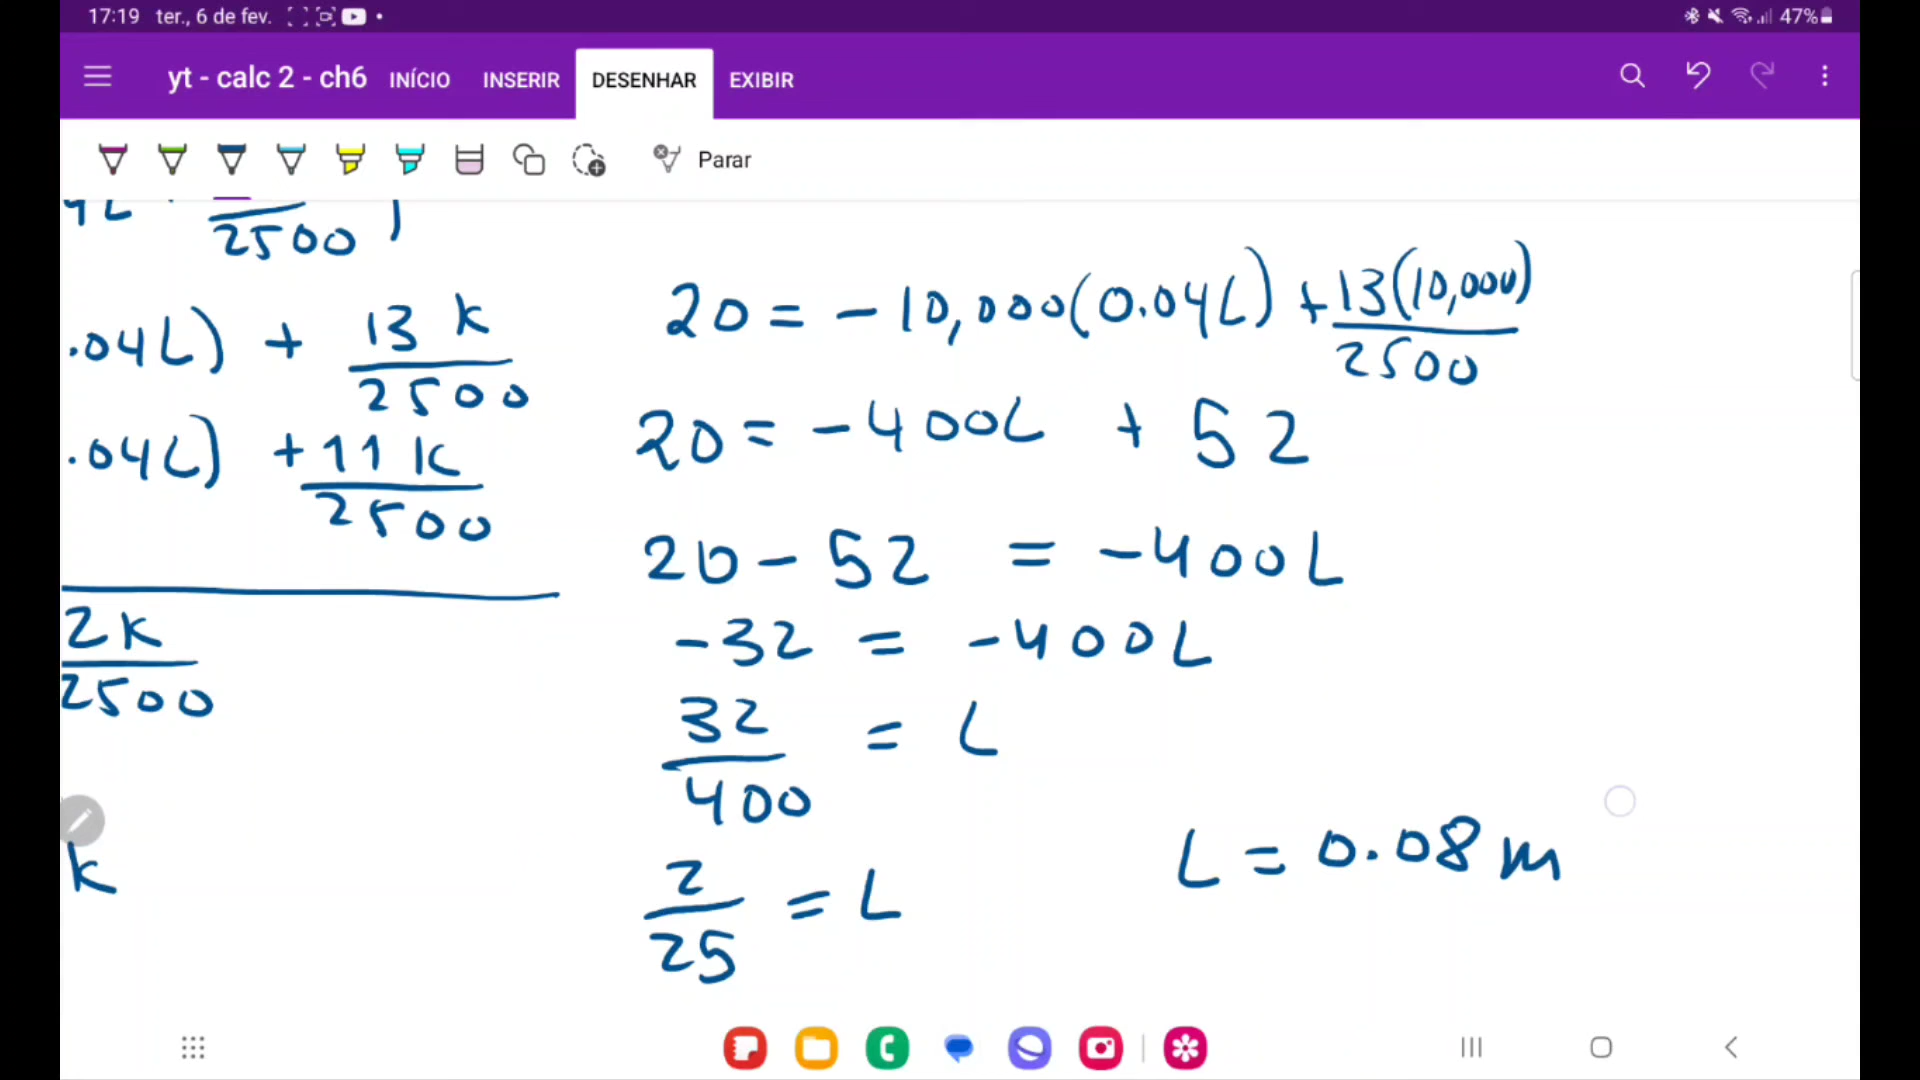 17:19 ter., 6 de fev. 47%
yt - calc 2 - ch6 INÍCIO INSERIR DESENHAR EXIBIR
Parar
2500 )
.04L) + 13 k
2500
.04L) + 11 k
2500
2k
2500
k
20 = - 10,000(0.04L) + 13(10,000)
2500
20 = - 400L + 52
20 - 52 = - 400L
- 32 = - 400L
32 = L
400
2 = L
25
L = 0.08 m